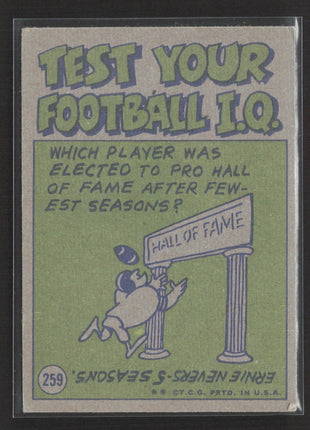 TEST YOUR
FOOTBALL I.Q.
WHICH PLAYER WAS
ELECTED TO PRO HALL
OF FAME AFTER FEW-
EST SEASONS?
HALL OF FAME
ERNIE NEVERS-5 SEASONS.
259
** ©T.C.G. PRTD. IN U.S.A.